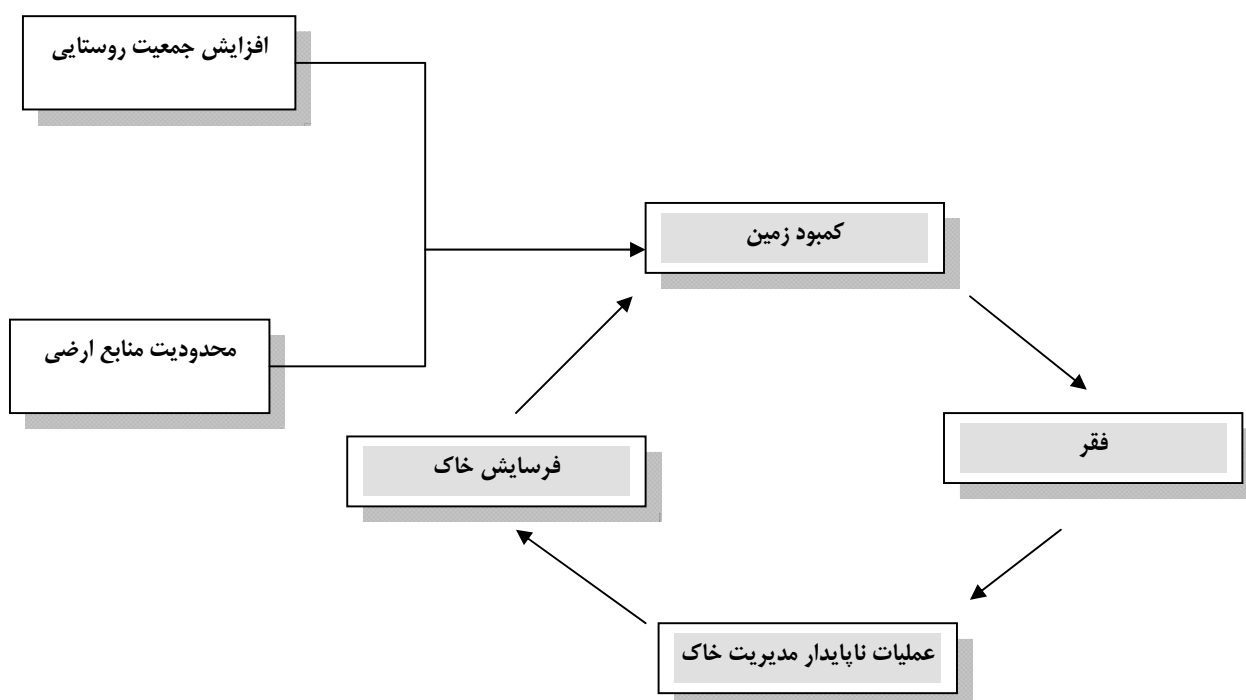 افزایش جمعیت روستایی
کمبود زمین
محدودیت منابع ارضی
فقر
فرسایش خاک
عملیات ناپایدار مدیریت خاک